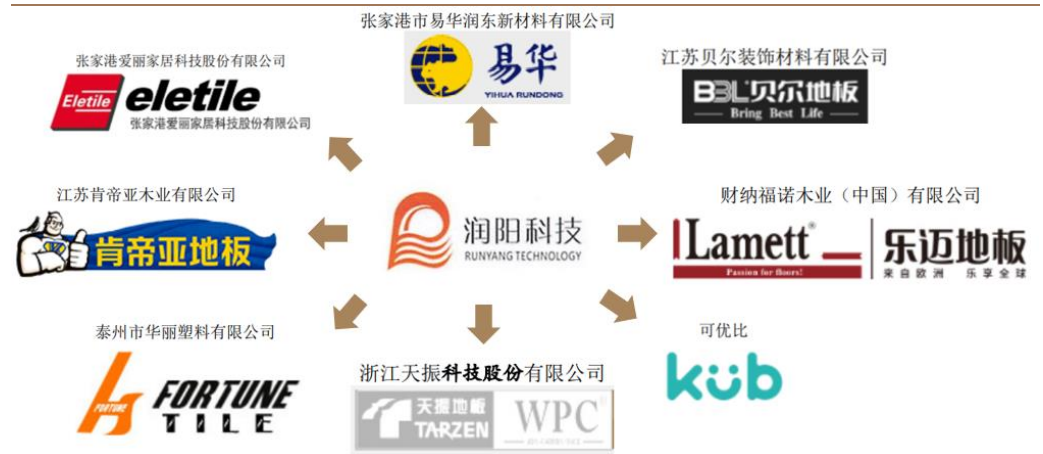 张家港市易华润东新材料有限公司
易华
YIHUA RUNDONG
张家港爱丽家居科技股份有限公司
Eletile
eletile
张家港爱丽家居科技股份有限公司
江苏贝尔装饰材料有限公司
BBL 贝尔地板
Bring Best Life
江苏肯帝亚木业有限公司
肯帝亚地板
润阳科技
RUNYANG TECHNOLOGY
财纳福诺木业（中国）有限公司
Lamett®
Passion for floors!
乐迈地板
来自欧洲 乐享全球
泰州市华丽塑料有限公司
FORTUNE
FORTUNE
TILE
浙江天振科技股份有限公司
天振地板
TARZEN
WPC
可优比
kub